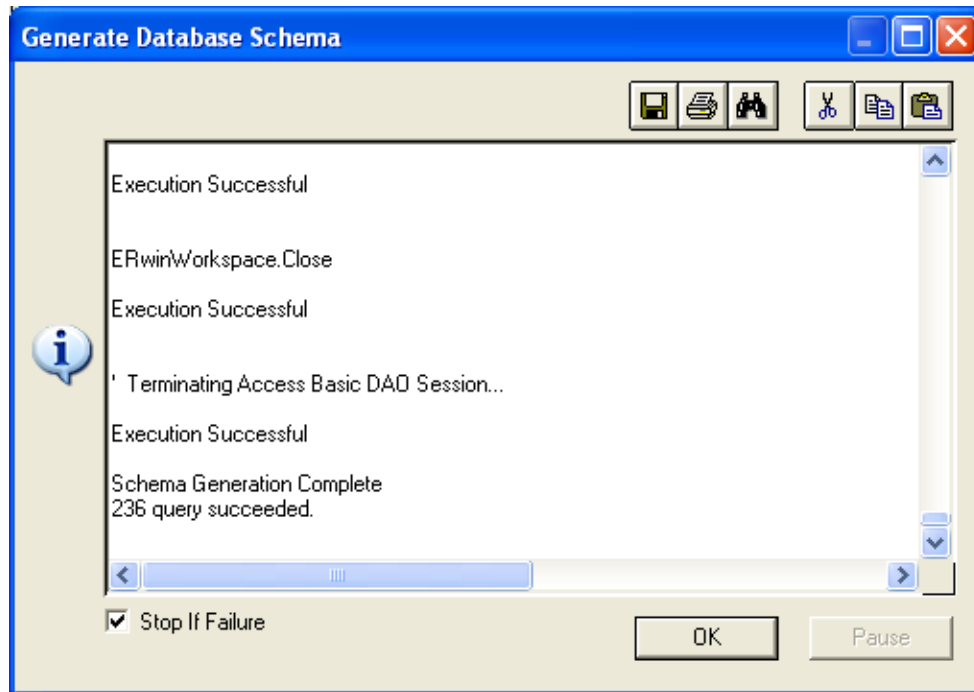 Generate Database Schema
Execution Successful
ERwinWorkspace.Close
Execution Successful
' Terminating Access Basic DAO Session...
Execution Successful
Schema Generation Complete
236 query succeeded.
Stop If Failure
OK
Pause